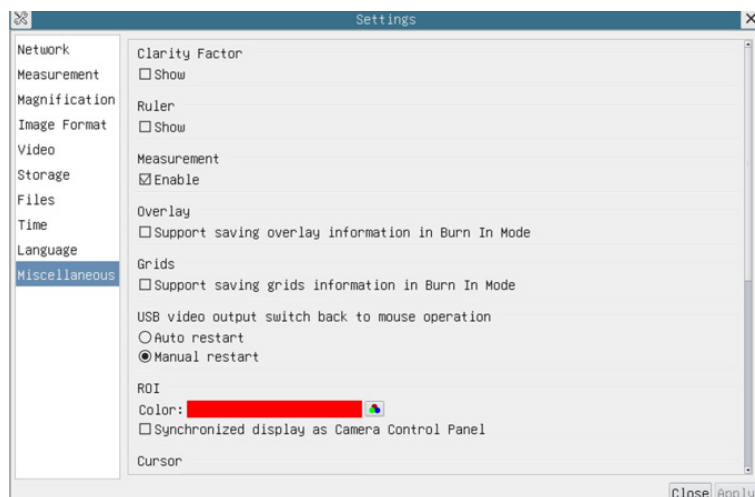 Settings
Network
Measurement
Magnification
Image Format
Video
Storage
Files
Time
Language
Miscellaneous
Clarity Factor
Show
Ruler
Show
Measurement
Enable
Overlay
Support saving overlay information in Burn In Mode
Grids
Support saving grids information in Burn In Mode
USB video output switch back to mouse operation
Auto restart
Manual restart
ROI
Color:
Synchronized display as Camera Control Panel
Cursor
Close Apply